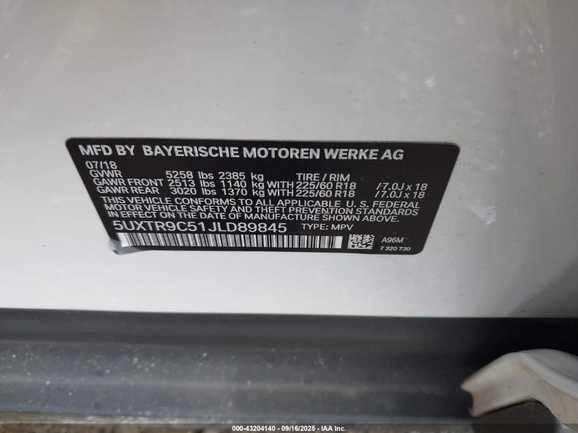 MFD BY BAYERISCHE MOTOREN WERKE AG
07/18
GVWR 5258 lbs 2385 kg TIRE / RIM
GAWR FRONT 2513 lbs 1140 kg WITH 225/60 R18 /7.0J x 18
GAWR REAR 3020 lbs 1370 kg WITH 225/60 R18 /7.0J x 18
THIS VEHICLE CONFORMS TO ALL APPLICABLE U. S. FEDERAL
MOTOR VEHICLE SAFETY AND THEFT PREVENTION STANDARDS
IN EFFECT ON THE DATE OF MANUFACTURE SHOWN ABOVE.
5UXTR9C51JLD89845 TYPE: MPV
A96M
7 320 730
000-43204140 - 09/16/2025 - IAA Inc.